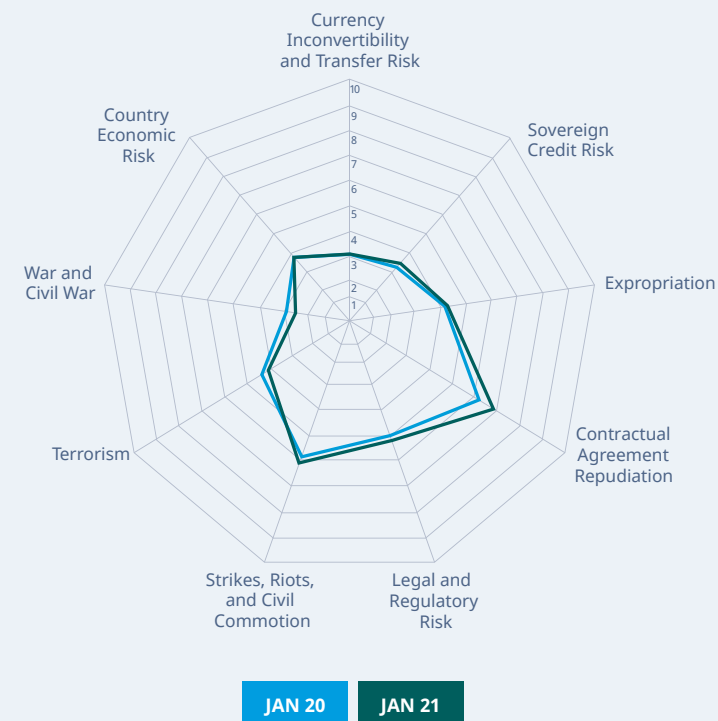 Currency
Inconvertibility
and Transfer Risk
10
9
8
7
6
5
4
3
2
1
Sovereign
Credit Risk
Expropriation
Contractual
Agreement
Repudiation
Legal and
Regulatory
Risk
Strikes, Riots,
and Civil
Commotion
Terrorism
War and
Civil War
Country
Economic
Risk
JAN 20
JAN 21